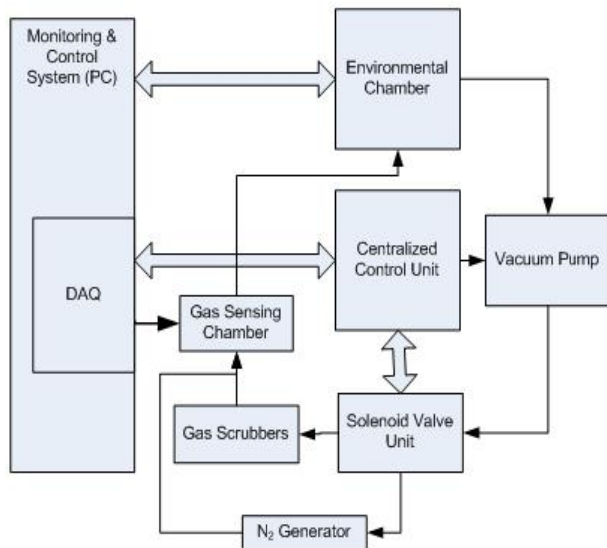 Monitoring &
Control
System (PC)
Environmental
Chamber
DAQ
Centralized
Control Unit
Vacuum Pump
Gas Sensing
Chamber
Gas Scrubbers
Solenoid Valve
Unit
N₂ Generator